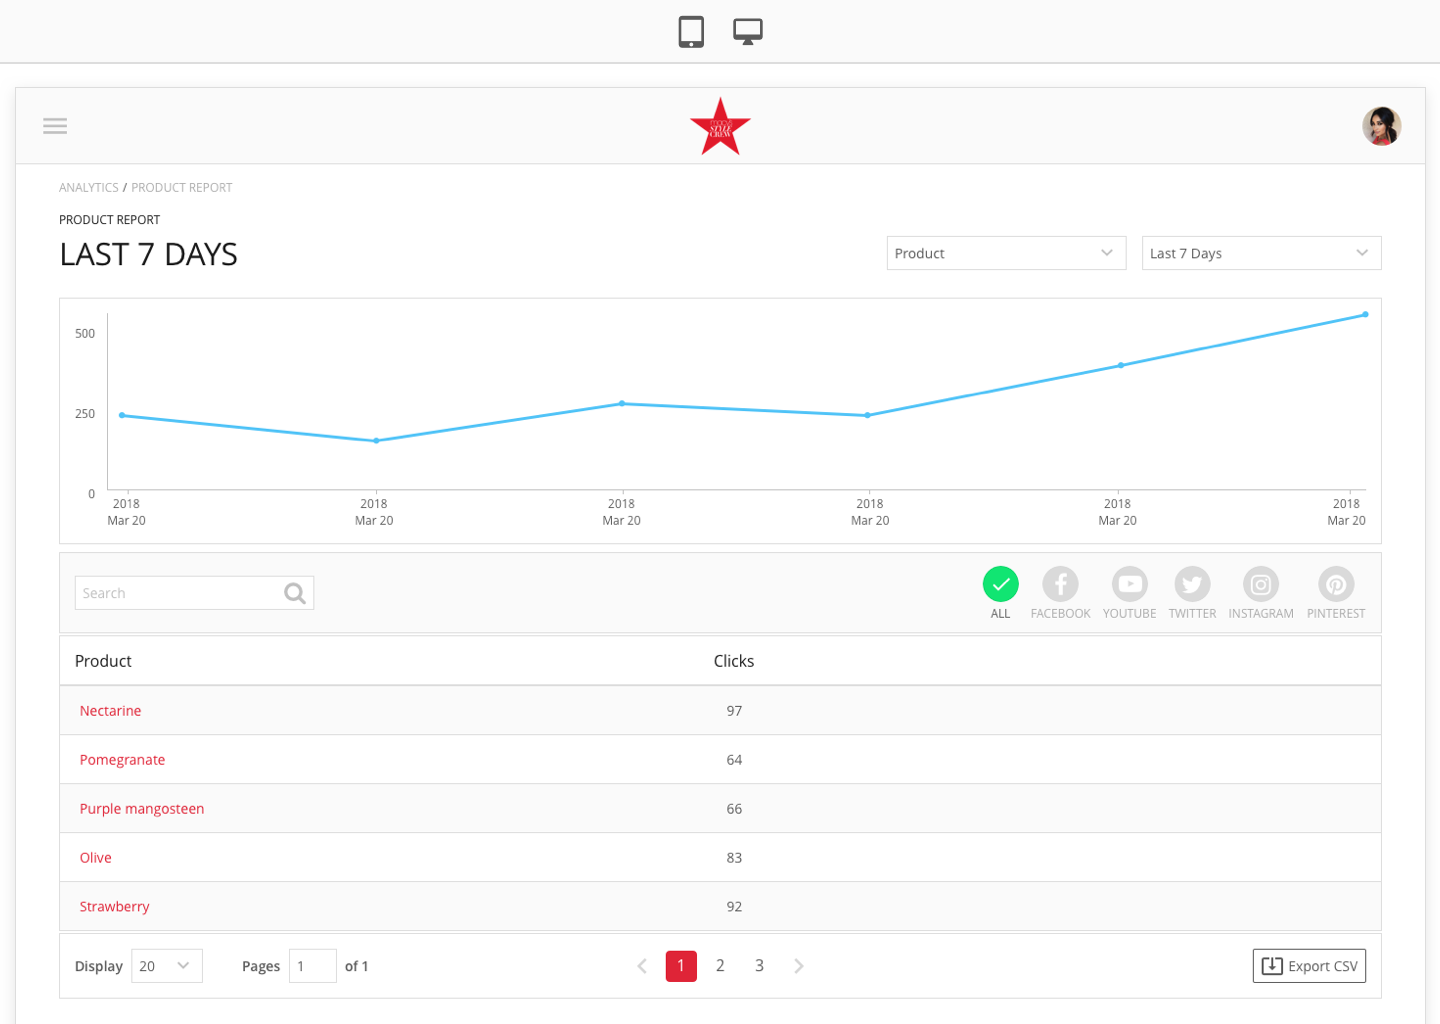 STYLE
CREW
ANALYTICS / PRODUCT REPORT
PRODUCT REPORT
LAST 7 DAYS
Product
Last 7 Days
500
250
0
2018
Mar 20
2018
Mar 20
2018
Mar 20
2018
Mar 20
2018
Mar 20
2018
Mar 20
Search
ALL
FACEBOOK
YOUTUBE
TWITTER
INSTAGRAM
PINTEREST
Product Clicks
Nectarine 97
Pomegranate 64
Purple mangosteen 66
Olive 83
Strawberry 92
Display 20 Pages 1 of 1 1 2 3 Export CSV